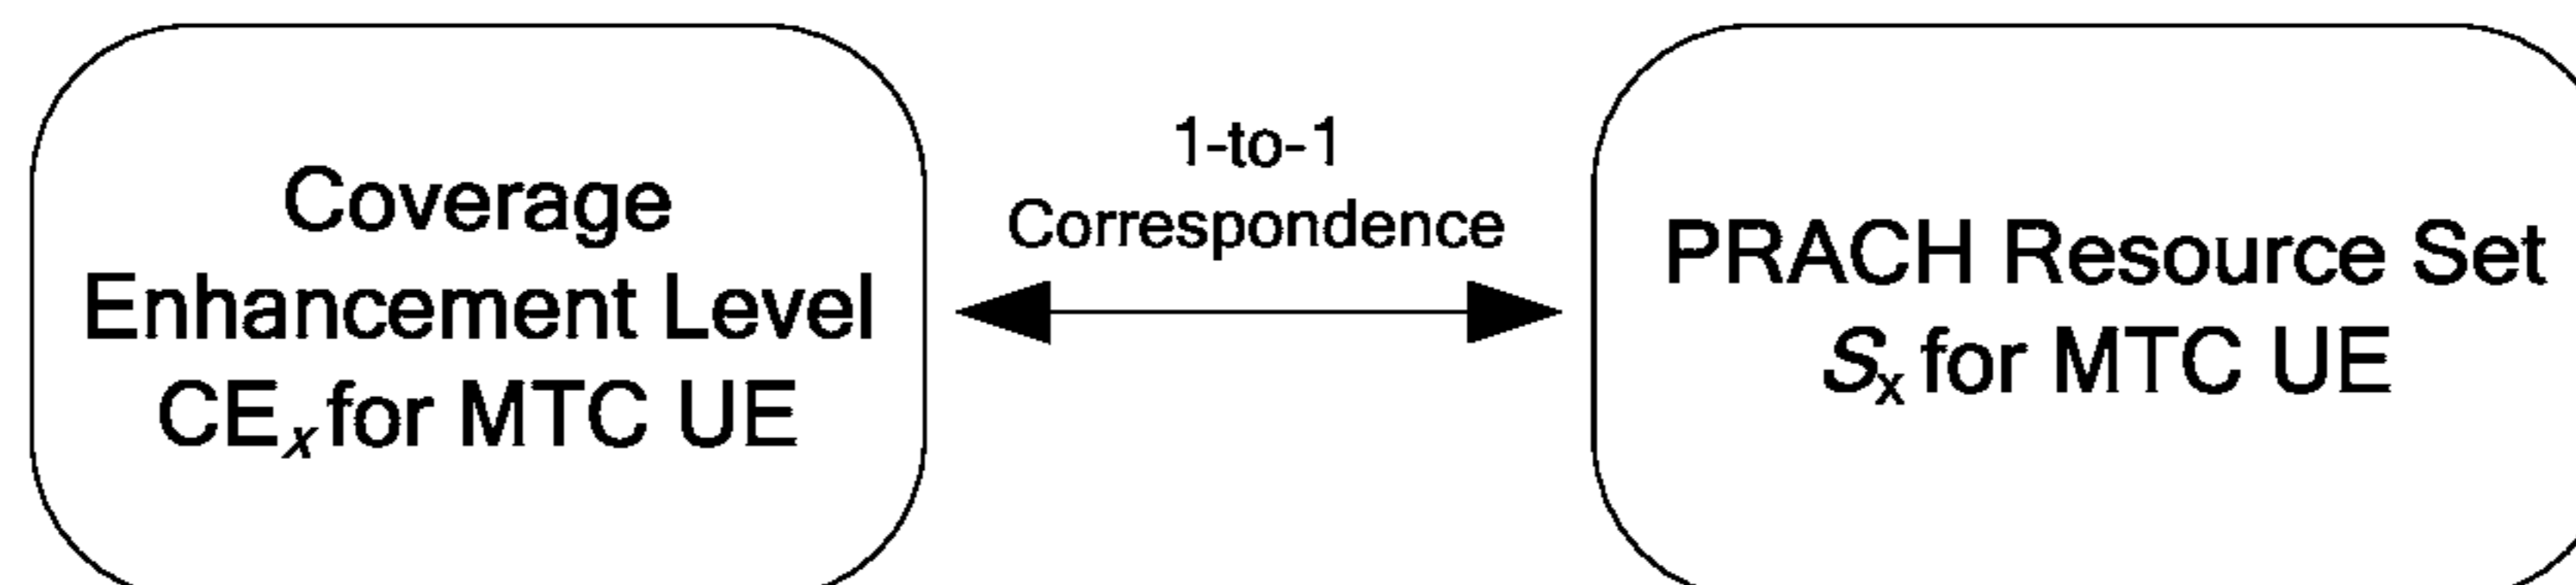 Coverage
Enhancement Level
CEx for MTC UE
1-to-1
Correspondence
PRACH Resource Set
Sx for MTC UE